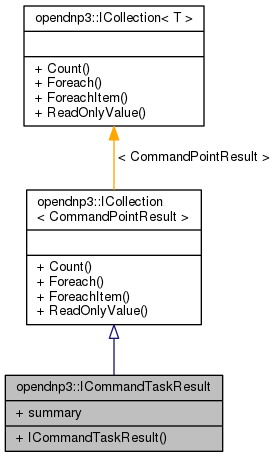 opendnp3::ICollection< T >
+ Count()
+ Foreach()
+ ForeachItem()
+ ReadOnlyValue()
< CommandPointResult >
opendnp3::ICollection
< CommandPointResult >
+ Count()
+ Foreach()
+ ForeachItem()
+ ReadOnlyValue()
opendnp3::ICommandTaskResult
+ summary
+ ICommandTaskResult()